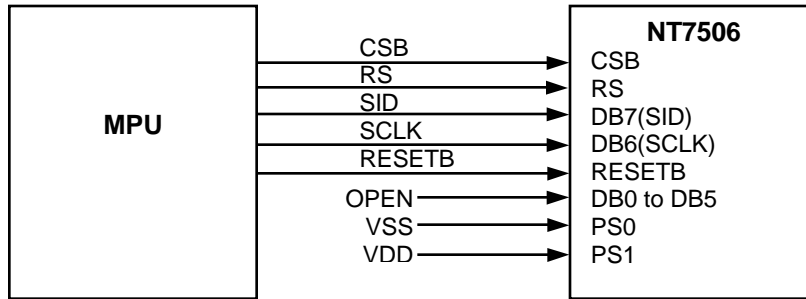 NT7506
CSB CSB
RS RS
SID DB7(SID)
MPU
SCLK DB6(SCLK)
RESETB RESETB
OPEN DB0 to DB5
VSS PS0
VDD PS1